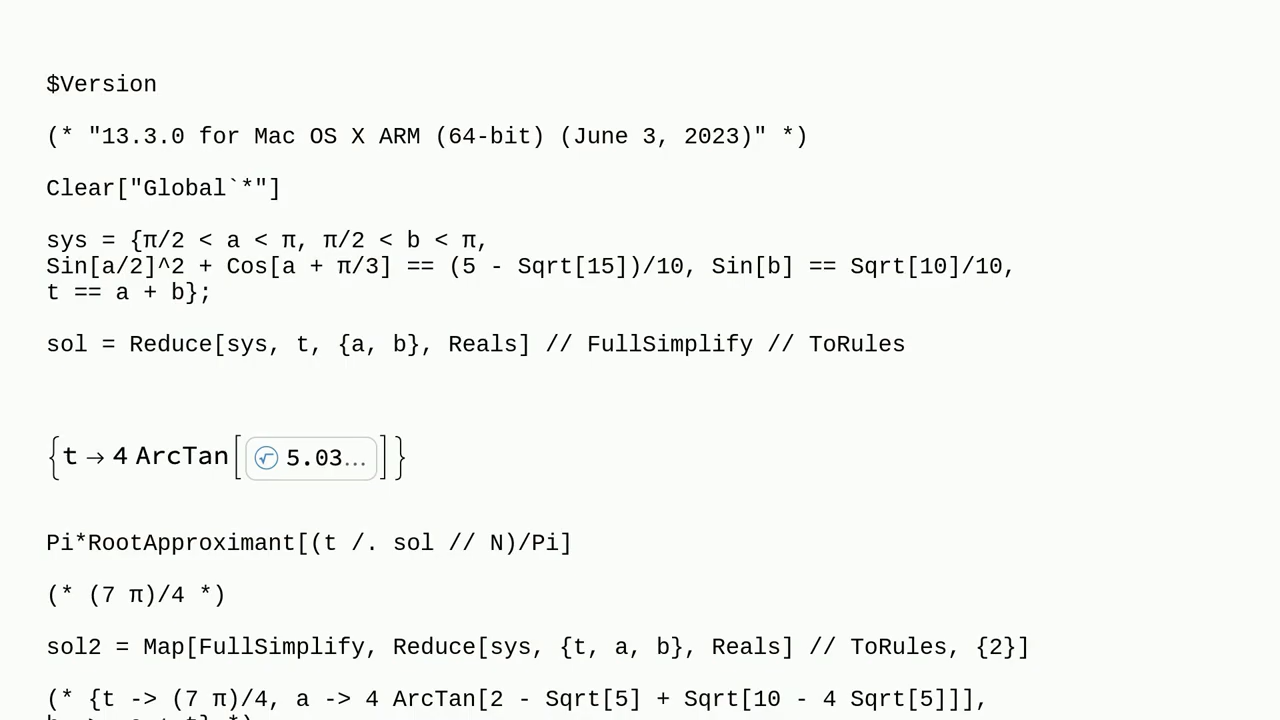 $Version
(* "13.3.0 for Mac OS X ARM (64-bit) (June 3, 2023)" *)
Clear["Global`*"]
sys = {π/2 < a < π, π/2 < b < π,
Sin[a/2]^2 + Cos[a + π/3] == (5 - Sqrt[15])/10, Sin[b] == Sqrt[10]/10,
t == a + b};
sol = Reduce[sys, t, {a, b}, Reals] // FullSimplify // ToRules
{t → 4 ArcTan[√ 5.03...]}
Pi*RootApproximant[(t /. sol // N)/Pi]
(* (7 π)/4 *)
sol2 = Map[FullSimplify, Reduce[sys, {t, a, b}, Reals] // ToRules, {2}]
(* {t -> (7 π)/4, a -> 4 ArcTan[2 - Sqrt[5] + Sqrt[10 - 4 Sqrt[5]]],